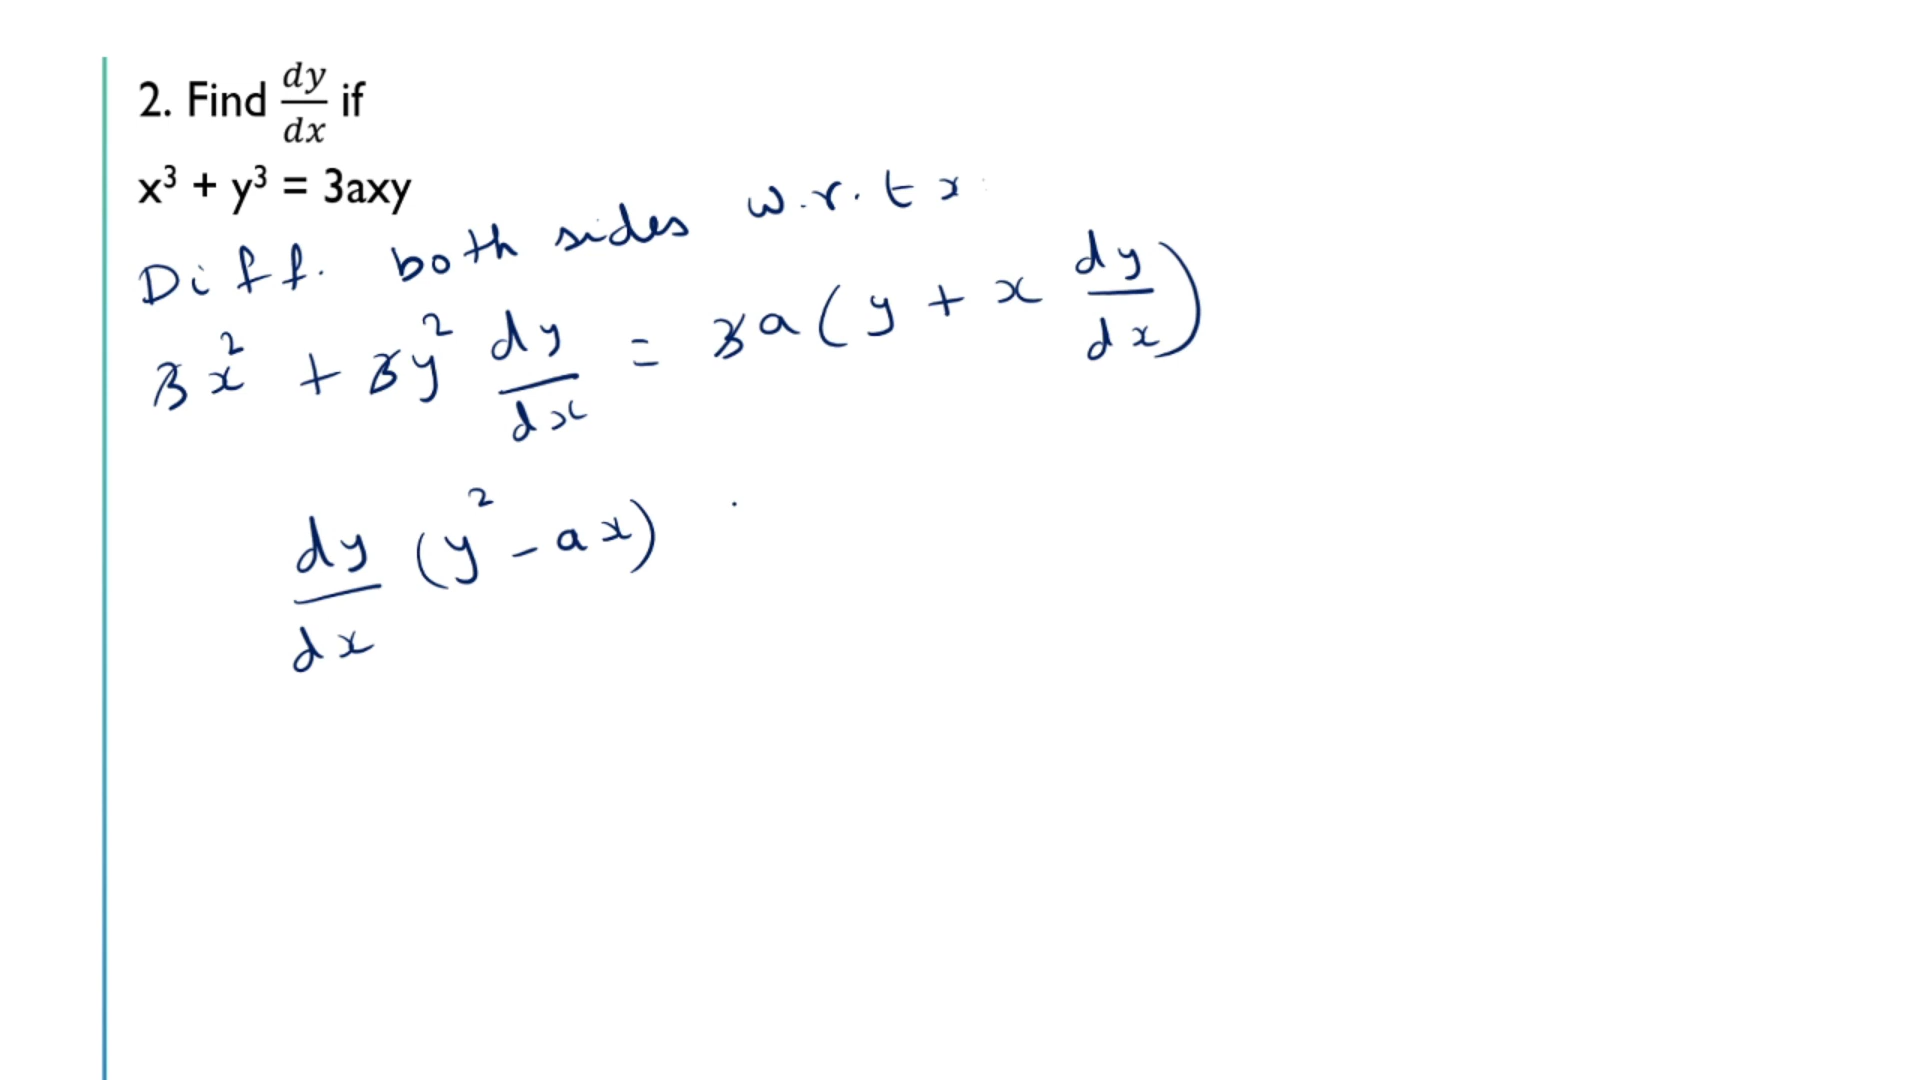 2. Find dy/dx if
x³ + y³ = 3axy
Diff. both sides w.r.t x
3x² + 3y² dy/dx = 3a(y + x dy/dx)
dy/dx (y² - ax)